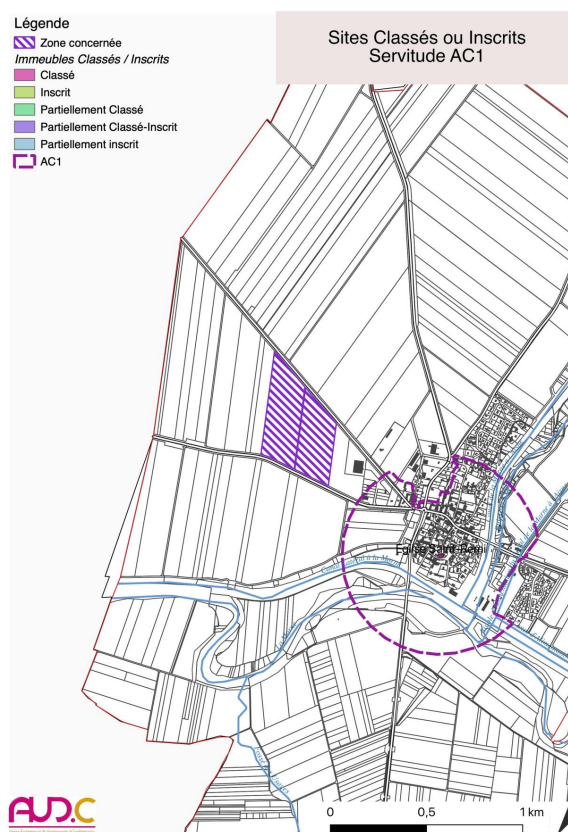 Légende
Zone concernée
Immeubles Classés / Inscrits
Classé
Inscrit
Partiellement Classé
Partiellement Classé-Inscrit
Partiellement inscrit
AC1
Sites Classés ou Inscrits
Servitude AC1
Eglise Saint-Remi
AUD.C
0 0,5 1 km